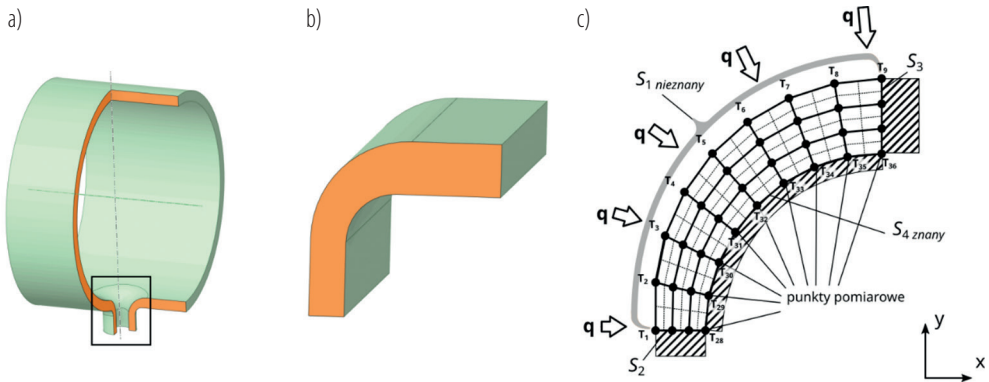 a)
b)
c)
q
q
q
q
q
S1 nieznany
S2
S3
S4 znany
T1
T2
T3
T4
T5
T6
T7
T8
T9
T28
T29
T30
T31
T32
T33
T34
T35
T36
punkty pomiarowe
y
x